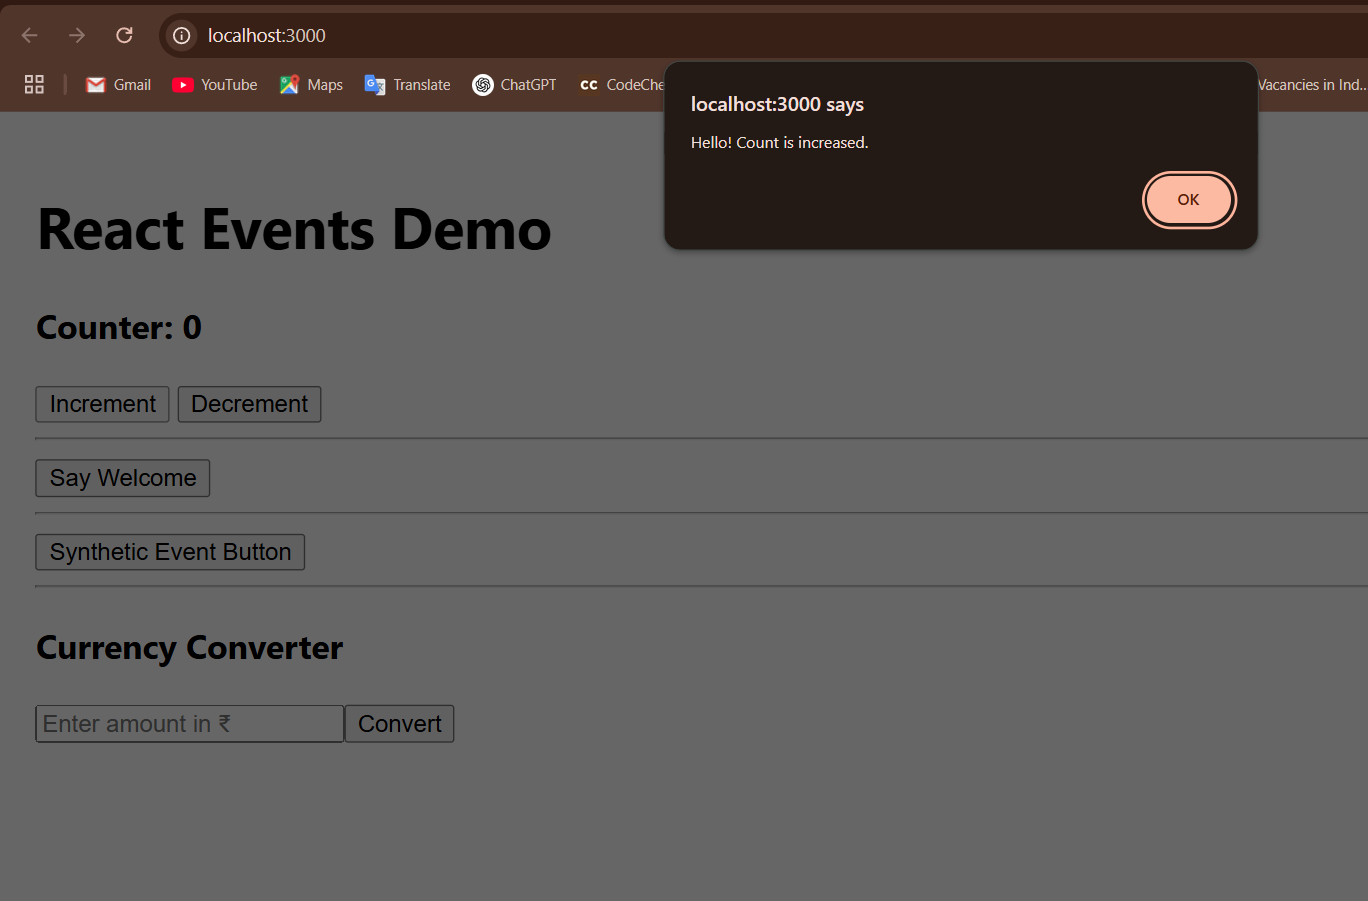 localhost:3000
Gmail YouTube Maps Translate ChatGPT CC CodeChe Vacancies in Ind...
localhost:3000 says
Hello! Count is increased.
OK
React Events Demo
Counter: 0
Increment Decrement
Say Welcome
Synthetic Event Button
Currency Converter
Enter amount in ₹ Convert